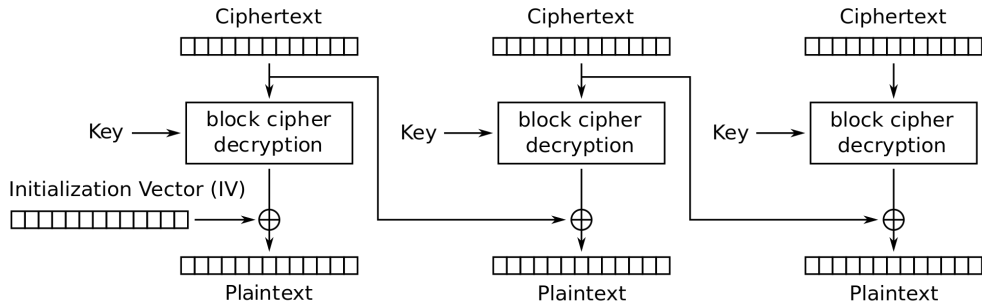 Ciphertext
Ciphertext
Ciphertext
Key
block cipher
decryption
Key
block cipher
decryption
Key
block cipher
decryption
Initialization Vector (IV)
Plaintext
Plaintext
Plaintext